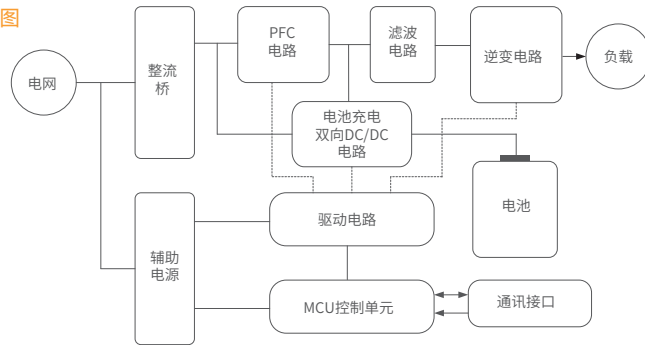 图
PFC
电路
滤波
电路
逆变电路
负载
电网
整流
桥
电池充电
双向DC/DC
电路
电池
驱动电路
辅助
电源
MCU控制单元
通讯接口